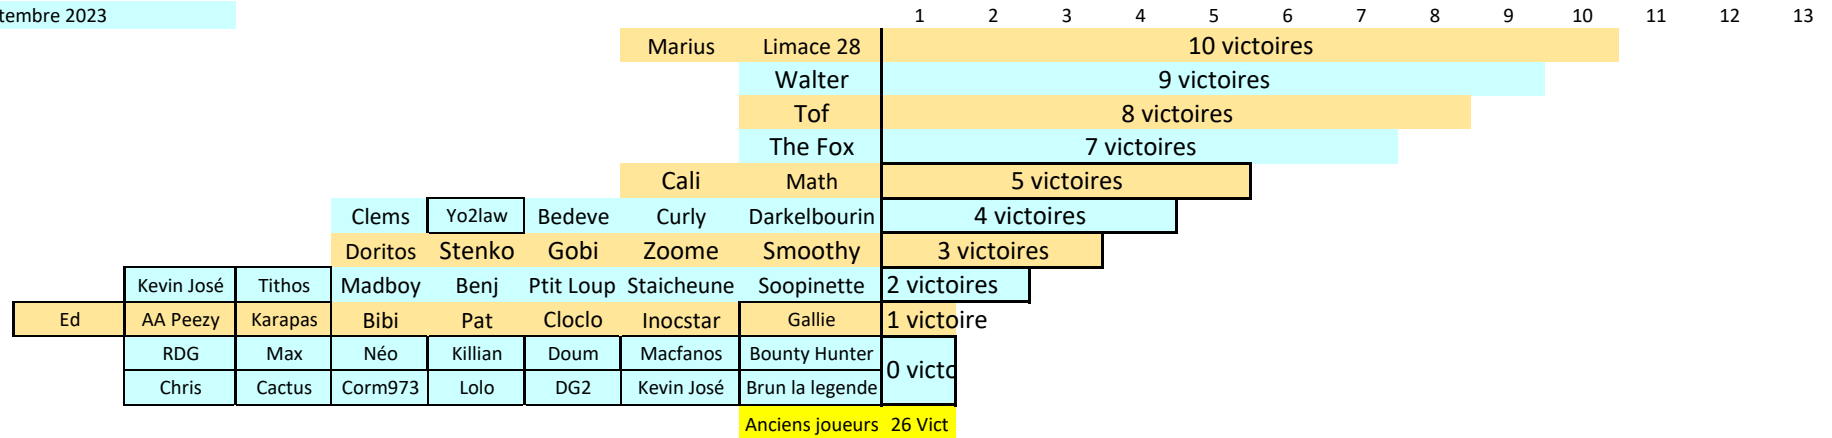 tembre 2023 1 2 3 4 5 6 7 8 9 10 11 12 13
Marius Limace 28 10 victoires
Walter 9 victoires
Tof 8 victoires
The Fox 7 victoires
Cali Math 5 victoires
Clems Yo2law Bedeve Curly Darkelbourin 4 victoires
Doritos Stenko Gobi Zoome Smoothy 3 victoires
Kevin José Tithos Madboy Benj Ptit Loup Staicheune Soopinette 2 victoires
Ed AA Peezy Karapas Bibi Pat Cloclo Inocstar Gallie 1 victoire
RDG Max Néo Killian Doum Macfanos Bounty Hunter
0 victo
Chris Cactus Corm973 Lolo DG2 Kevin José Brun la legende
Anciens joueurs 26 Vict